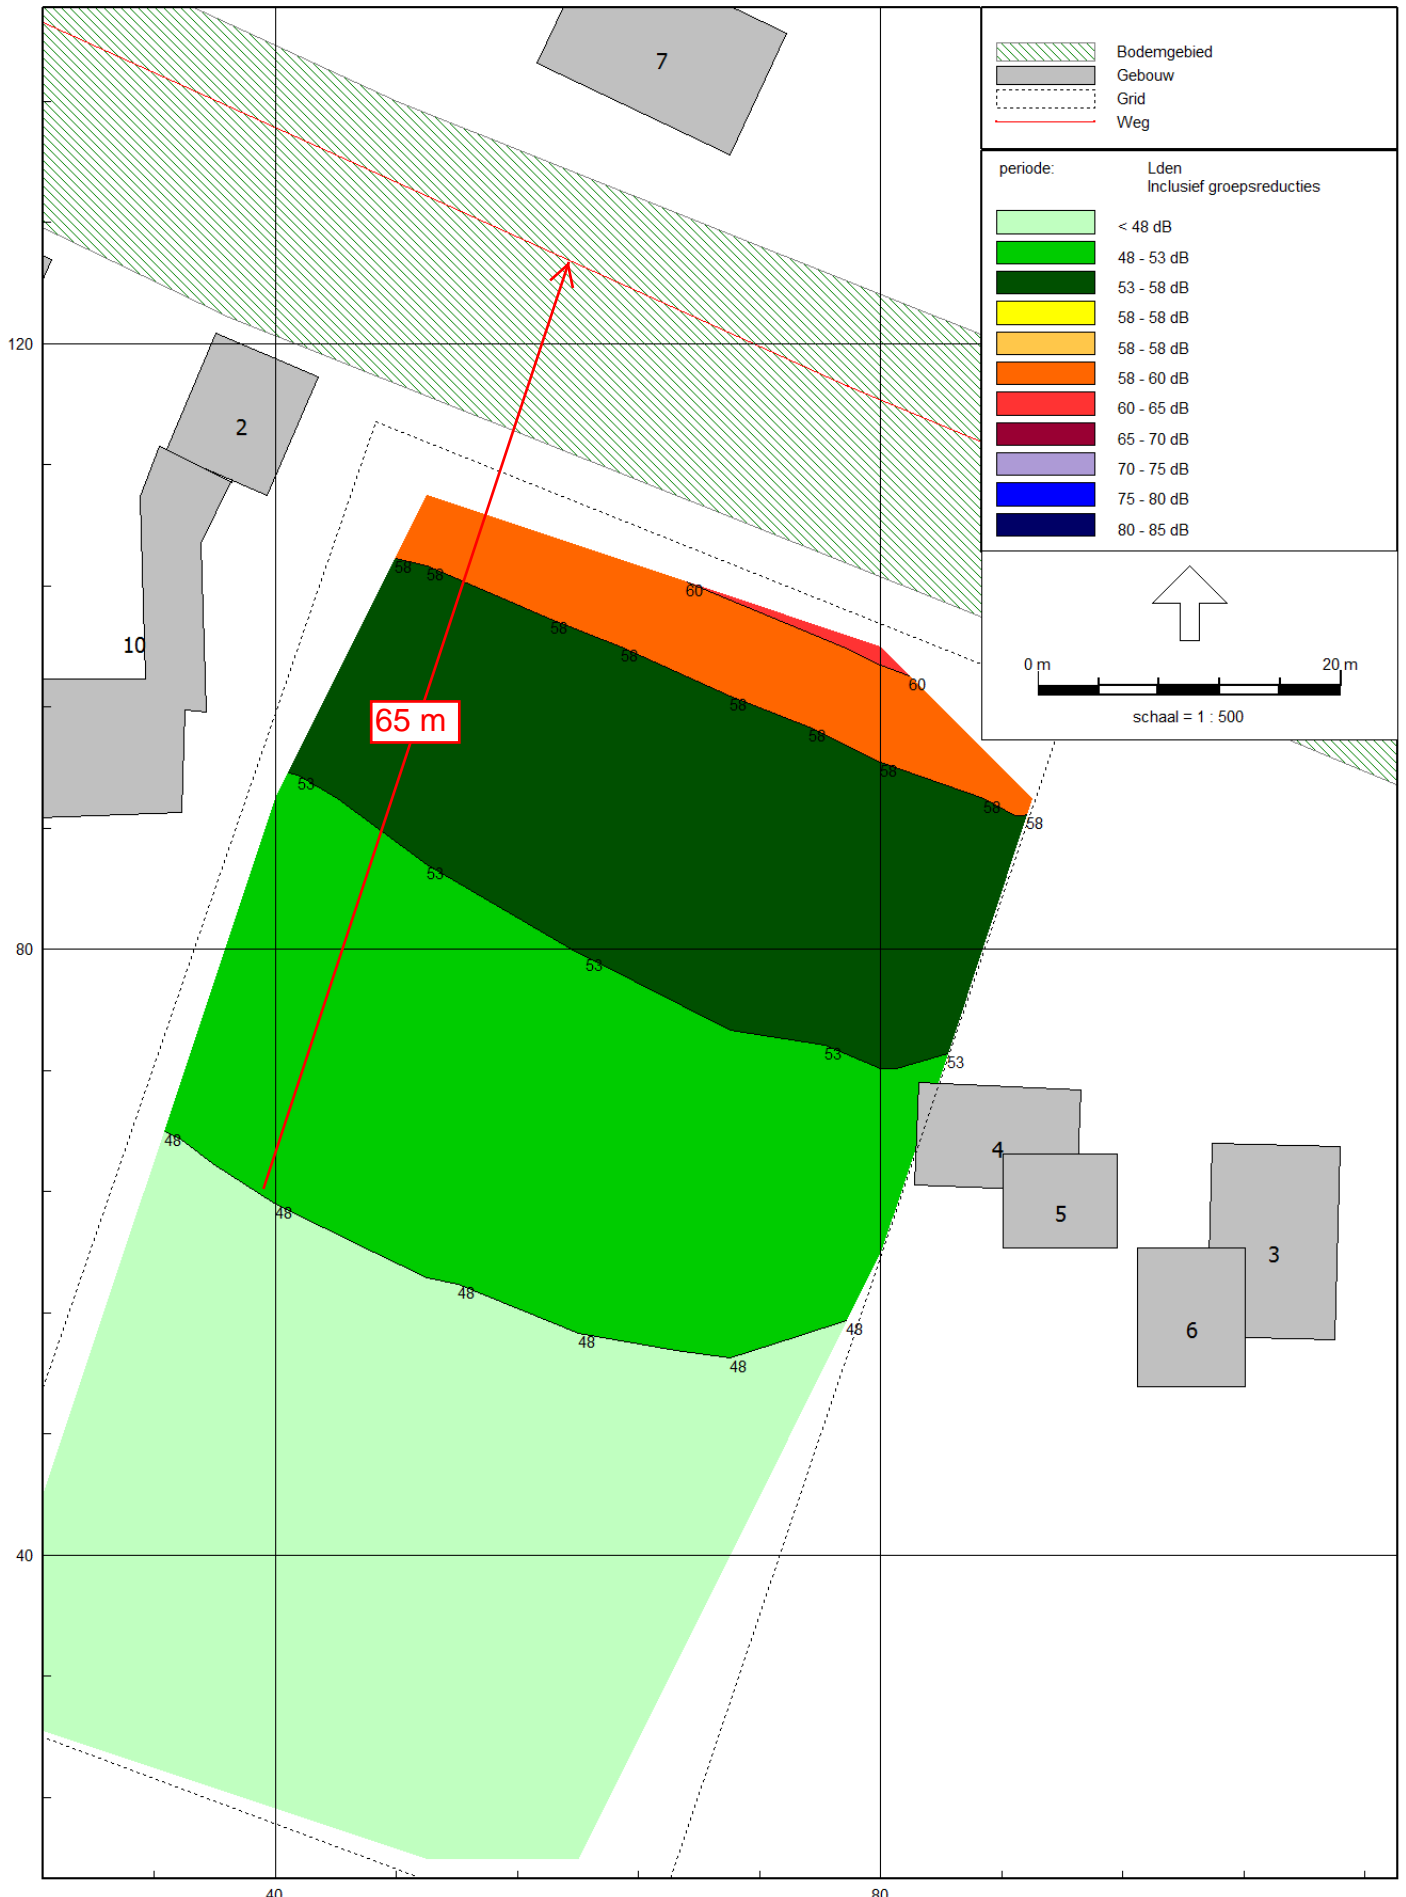 7
Bodemgebied
Gebouw
Grid
Weg
periode: Lden
Inclusief groepsreducties
< 48 dB
48 - 53 dB
53 - 58 dB
58 - 58 dB
58 - 58 dB
58 - 60 dB
60 - 65 dB
65 - 70 dB
70 - 75 dB
75 - 80 dB
80 - 85 dB
0 m 20 m
schaal = 1 : 500
120
2
58 58
60
58
58
10
60
58
65 m
58
58
53
58
58
53
80
53
53
53
48
4
48
5
3
48
6
48
48
48
40
40 80